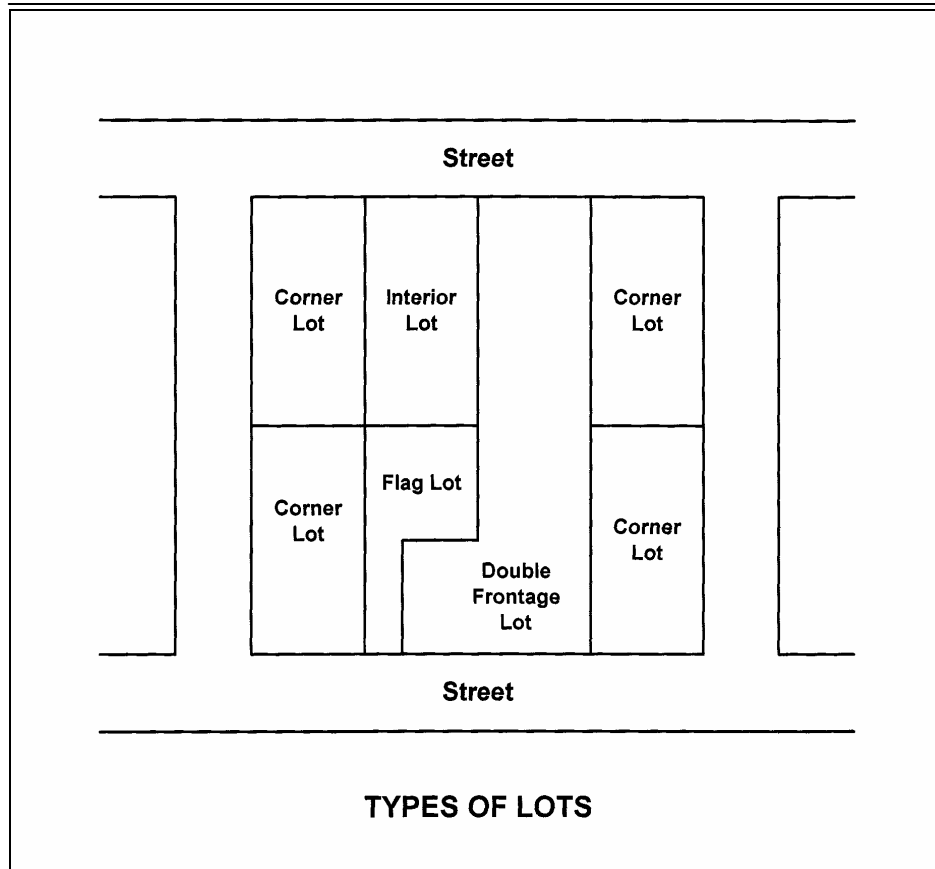 Street
Corner
Lot
Interior
Lot
Corner
Lot
Flag Lot
Corner
Lot
Corner
Lot
Double
Frontage
Lot
Street
TYPES OF LOTS